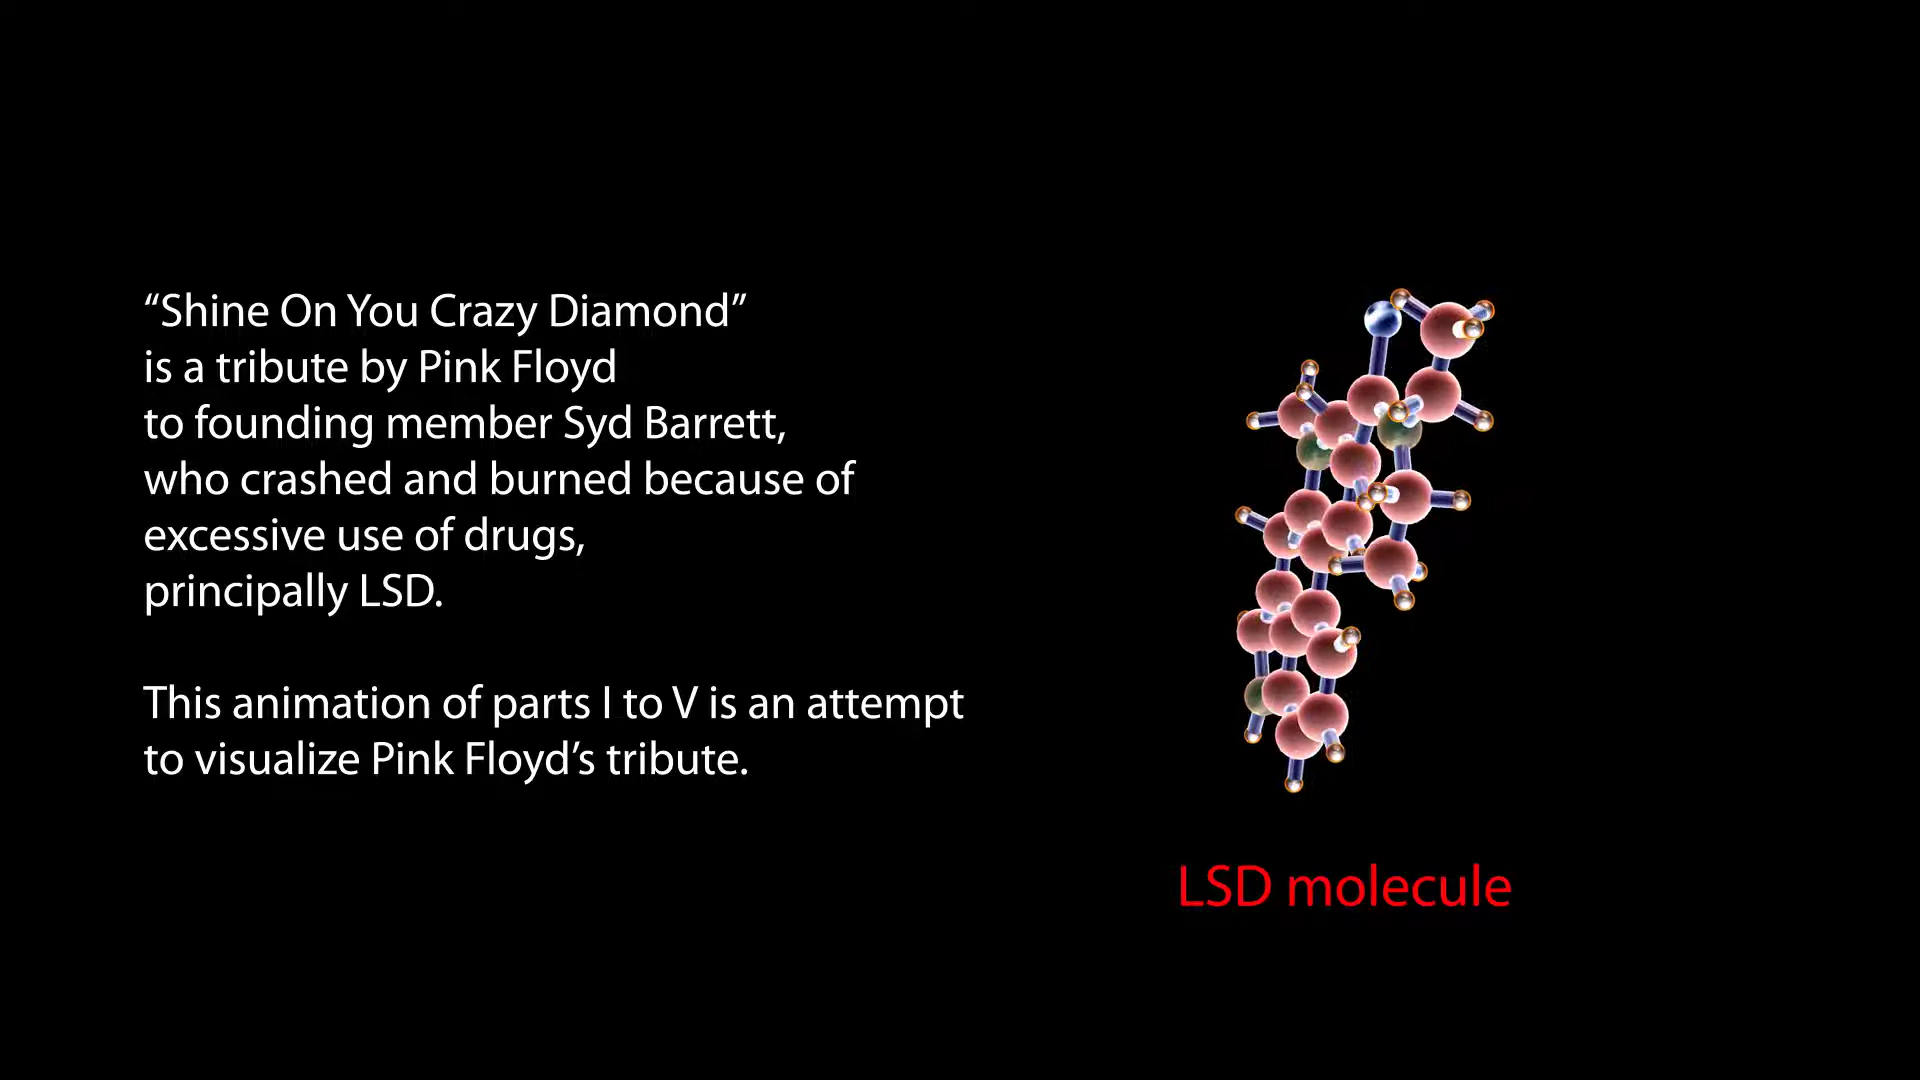 “Shine On You Crazy Diamond”
is a tribute by Pink Floyd
to founding member Syd Barrett,
who crashed and burned because of
excessive use of drugs,
principally LSD.
This animation of parts I to V is an attempt
to visualize Pink Floyd’s tribute.
LSD molecule